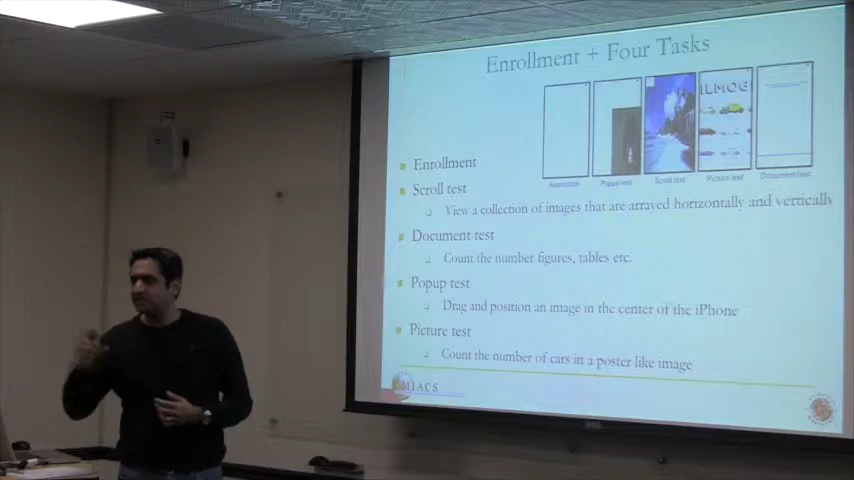 Enrollment + Four Tasks
ILMOG
Popup test
Scroll test
Picture test
Document test
Enrollment
Scroll test
View a collection of images that are arrayed horizontally and vertically
Document test
Count the number figures, tables etc.
Popup test
Drag and position an image in the center of the iPhone
Picture test
Count the number of cars in a poster like image
UMIACS